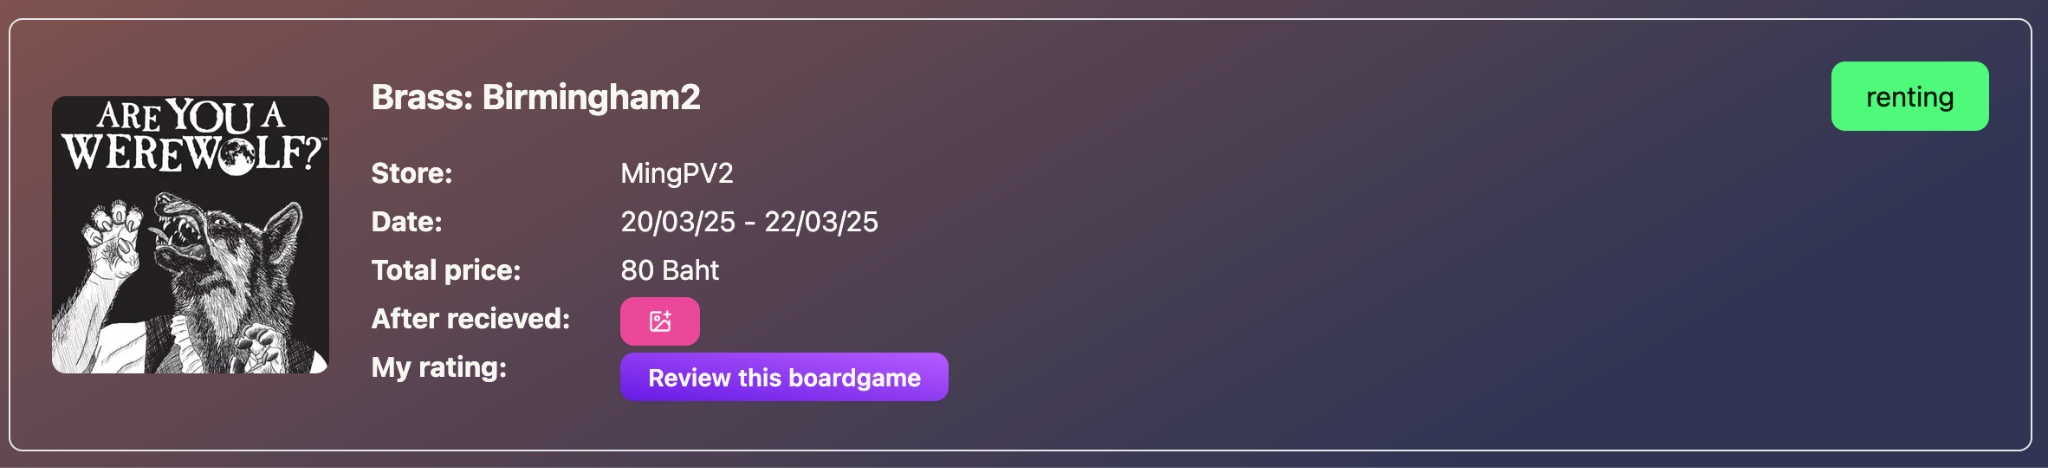 ARE YOU A
WEREWOLF?™
Brass: Birmingham2
renting
Store: MingPV2
Date: 20/03/25 - 22/03/25
Total price: 80 Baht
After recieved:
My rating: Review this boardgame